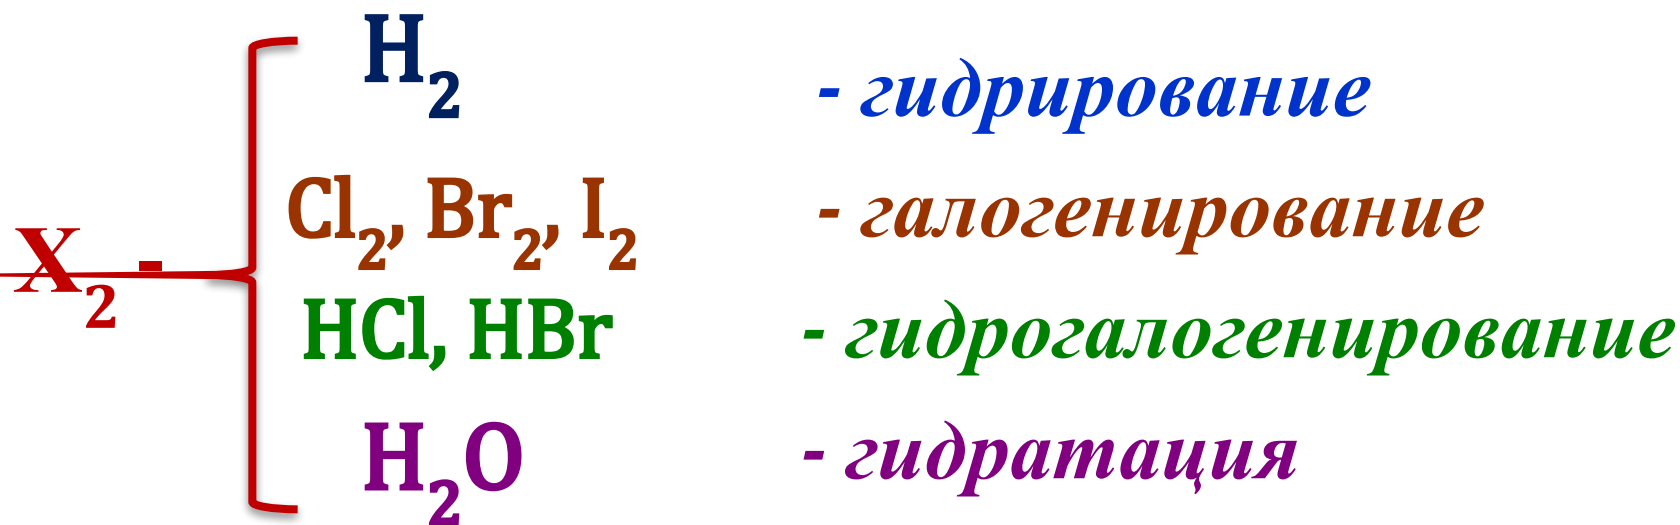 H₂ - гидрирование
Cl₂, Br₂, I₂ - галогенирование
X₂ -
HCl, HBr - гидрогалогенирование
H₂O - гидратация